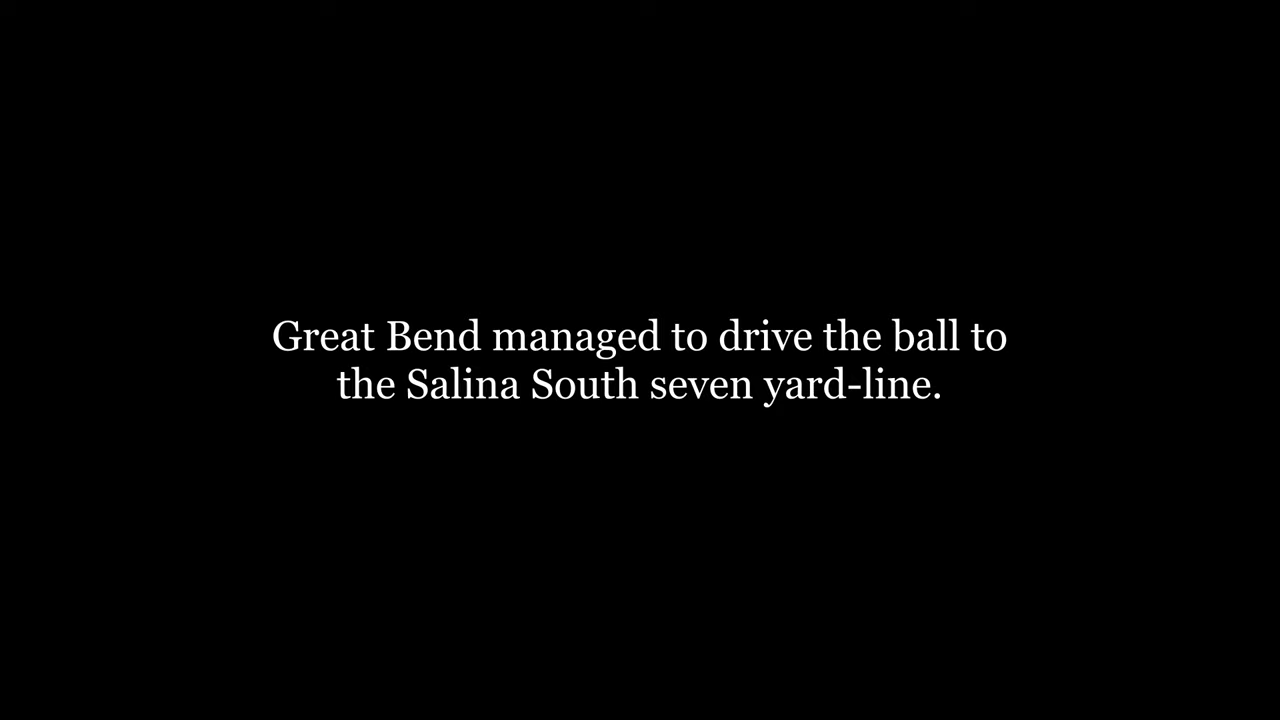 Great Bend managed to drive the ball to
the Salina South seven yard-line.